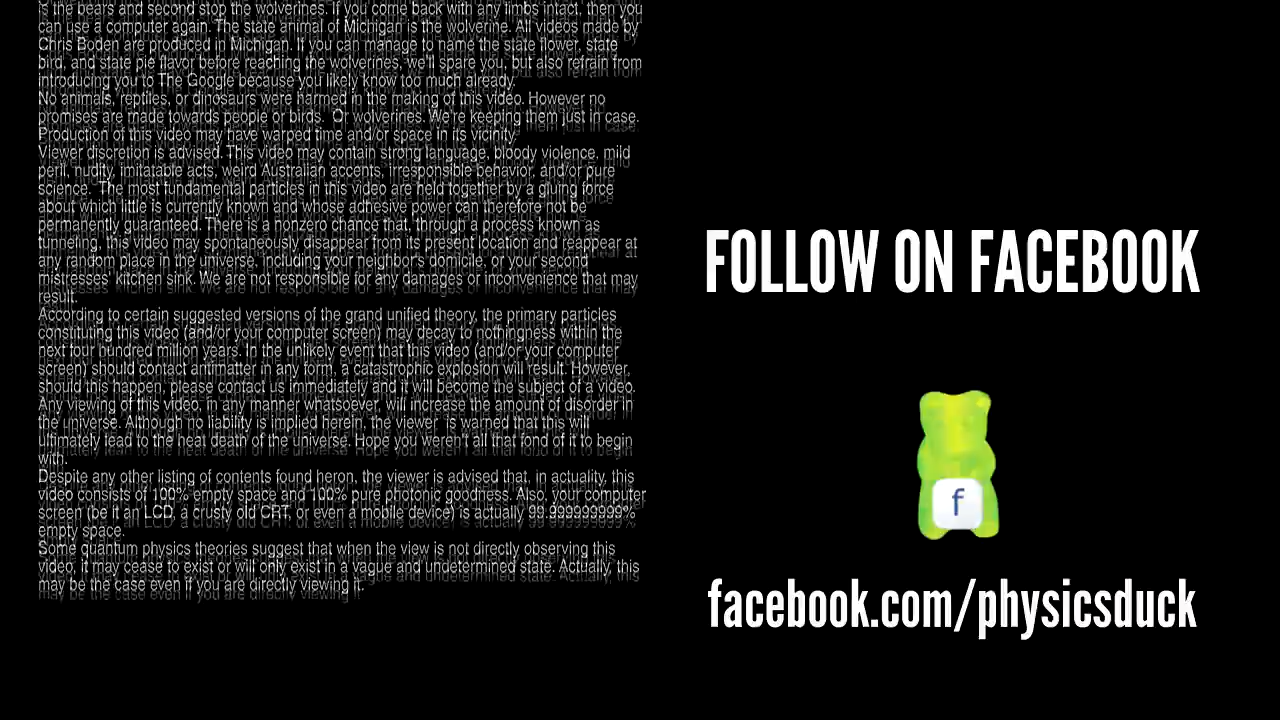 is the bears and second stop the wolverines. If you come back with any limbs intact, then you
can use a computer again. The state animal of Michigan is the wolverine. All videos made by
Chris Boden are produced in Michigan. If you can manage to name the state flower, state
bird, and state pie flavor before reaching the wolverines, we'll spare you, but also refrain from
introducing you to The Google because you likely know too much already.
No animals, reptiles, or dinosaurs were harmed in the making of this video. However no
promises are made towards people or birds. Or wolverines. We're keeping them just in case.
Production of this video may have warped time and/or space in its vicinity.
Viewer discretion is advised. This video may contain strong language, bloody violence, mild
peril, nudity, imitatable acts, weird Australian accents, irresponsible behavior, and/or pure
science. The most fundamental particles in this video are held together by a gluing force
about which little is currently known and whose adhesive power can therefore not be
permanently guaranteed. There is a nonzero chance that, through a process known as
tunneling, this video may spontaneously disappear from its present location and reappear at
any random place in the universe, including your neighbor's domicile, or your second
mistresses' kitchen sink. We are not responsible for any damages or inconvenience that may
result.
According to certain suggested versions of the grand unified theory, the primary particles
constituting this video (and/or your computer screen) may decay to nothingness within the
next four hundred million years. In the unlikely event that this video (and/or your computer
screen) should contact antimatter in any form, a catastrophic explosion will result. However,
should this happen, please contact us immediately and it will become the subject of a video.
Any viewing of this video, in any manner whatsoever, will increase the amount of disorder in
the universe. Although no liability is implied herein, the viewer is warned that this will
ultimately lead to the heat death of the universe. Hope you weren't all that fond of it to begin
with.
Despite any other listing of contents found heron, the viewer is advised that, in actuality, this
video consists of 100% empty space and 100% pure photonic goodness. Also, your computer
screen (be it an LCD, a crusty old CRT, or even a mobile device) is actually 99.999999999%
empty space.
Some quantum physics theories suggest that when the view is not directly observing this
video, it may cease to exist or will only exist in a vague and undetermined state. Actually, this
may be the case even if you are directly viewing it.
FOLLOW ON FACEBOOK
f
facebook.com/physicsduck